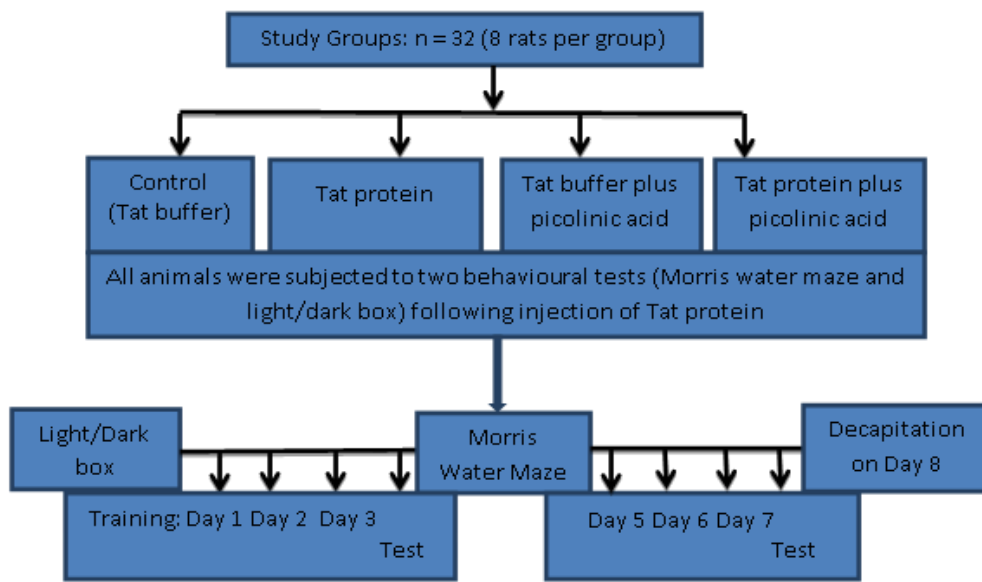 Study Groups: n = 32 (8 rats per group)
Control
(Tat buffer)
Tat protein
Tat buffer plus
picolinic acid
Tat protein plus
picolinic acid
All animals were subjected to two behavioural tests (Morris water maze and
light/dark box) following injection of Tat protein
Light/Dark
box
Morris
Water Maze
Decapitation
on Day 8
Training: Day 1 Day 2 Day 3
Test
Day 5 Day 6 Day 7
Test